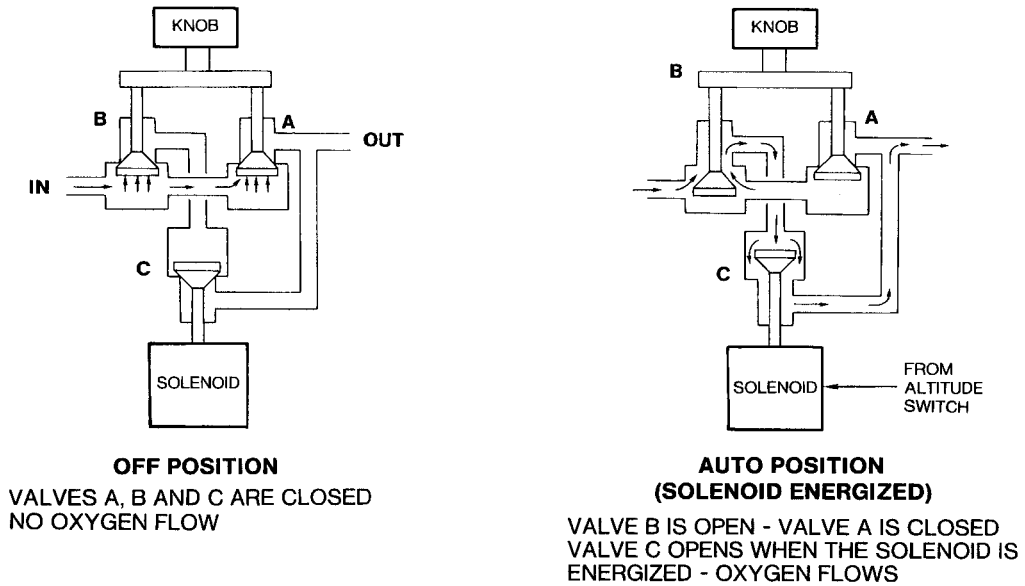 KNOB
B
A
OUT
IN
C
SOLENOID
OFF POSITION
VALVES A, B AND C ARE CLOSED
NO OXYGEN FLOW
KNOB
B
A
C
SOLENOID
FROM
ALTITUDE
SWITCH
AUTO POSITION
(SOLENOID ENERGIZED)
VALVE B IS OPEN - VALVE A IS CLOSED
VALVE C OPENS WHEN THE SOLENOID IS
ENERGIZED - OXYGEN FLOWS